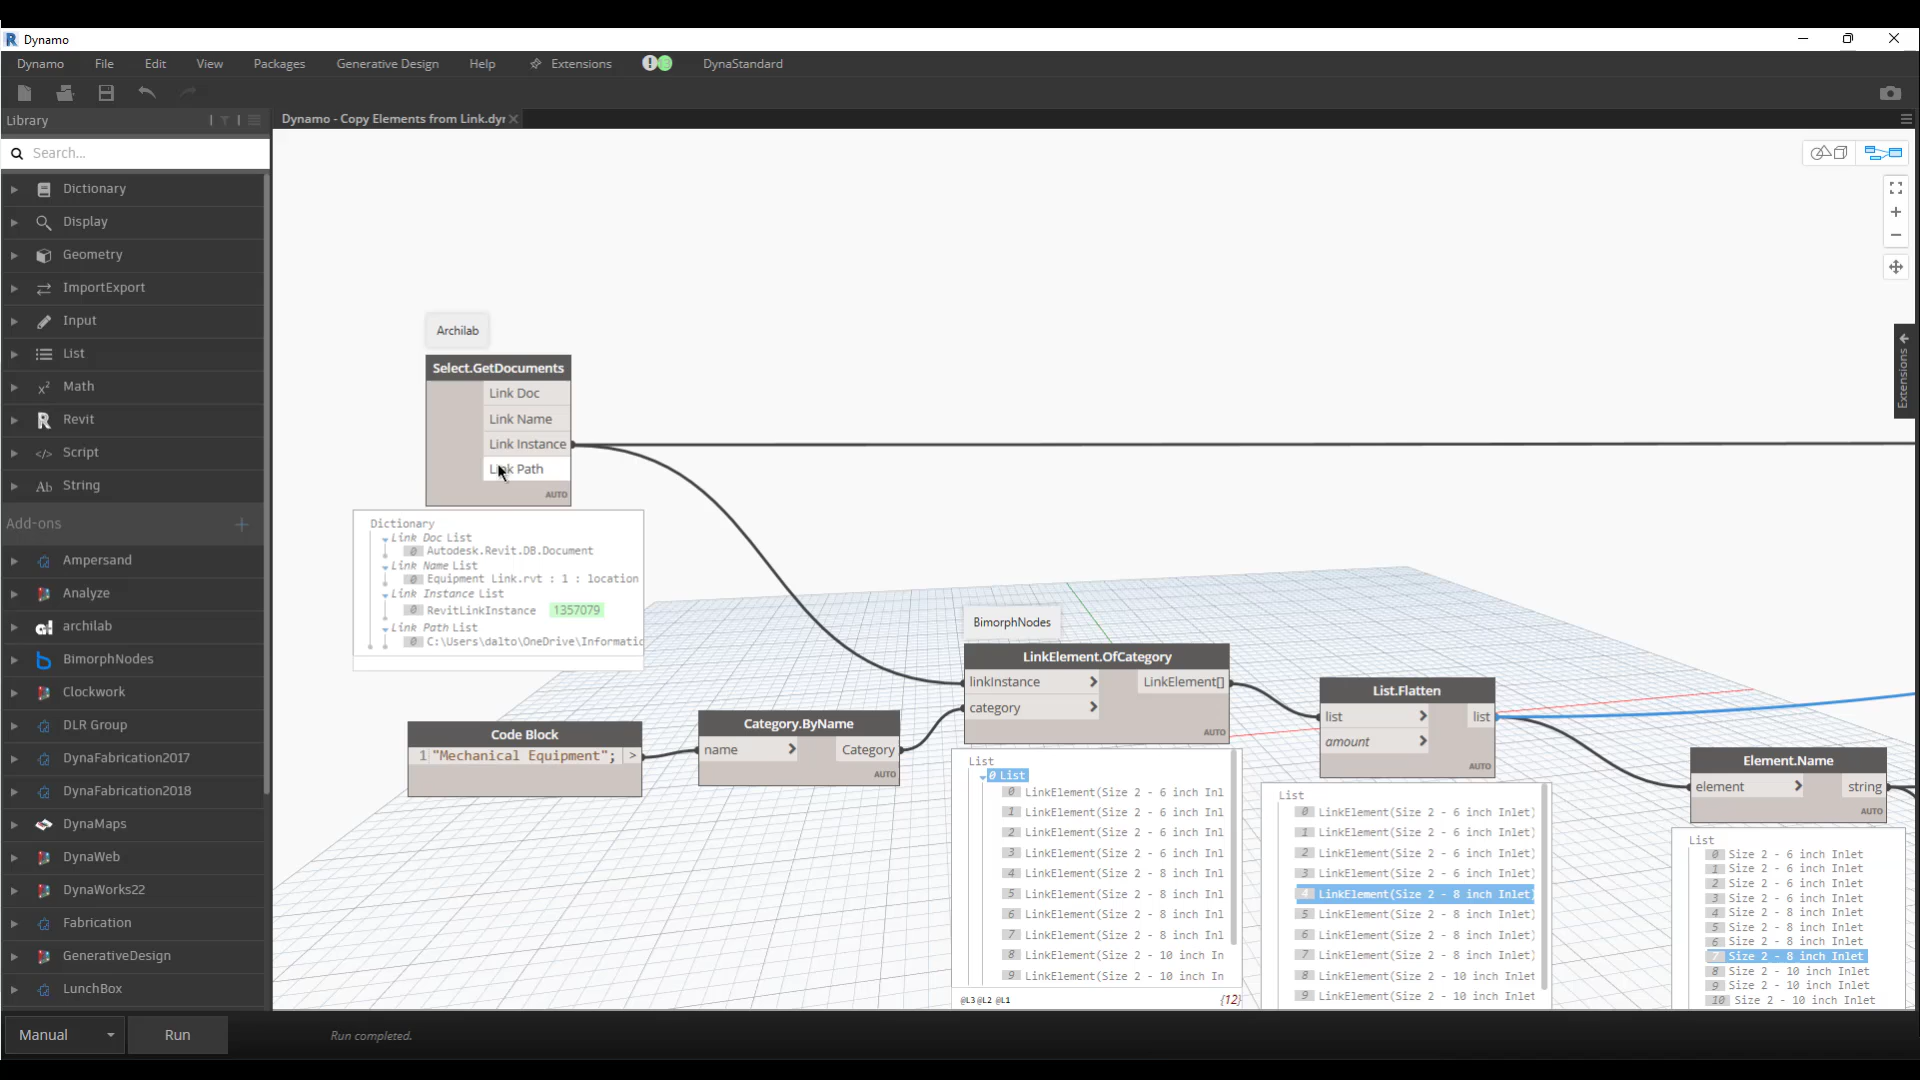 Dynamo
Dynamo File Edit View Packages Generative Design Help Extensions DynaStandard
Library
Dynamo - Copy Elements from Link.dyn
Search...
Dictionary
Display
Geometry
ImportExport
Input
List
Math
Revit
Script
String
Add-ons
Ampersand
Analyze
archilab
BimorphNodes
Clockwork
DLR Group
DynaFabrication2017
DynaFabrication2018
DynaMaps
DynaWeb
DynaWorks22
Fabrication
GenerativeDesign
LunchBox
Manual
Run
Run completed.
Extensions
Archilab
Select.GetDocuments
Link Doc
Link Name
Link Instance
Link Path
AUTO
Dictionary
Link Doc List
0 Autodesk.Revit.DB.Document
Link Name List
0 Equipment Link.rvt : 1 : location
Link Instance List
0 RevitLinkInstance 1357079
Link Path List
0 C:\Users\dalto\OneDrive\Informatio
Code Block
1 "Mechanical Equipment"; >
Category.ByName
name > Category
AUTO
BimorphNodes
LinkElement.OfCategory
linkInstance > LinkElement[]
category >
AUTO
List
0 List
0 LinkElement(Size 2 - 6 inch Inl
1 LinkElement(Size 2 - 6 inch Inl
2 LinkElement(Size 2 - 6 inch Inl
3 LinkElement(Size 2 - 6 inch Inl
4 LinkElement(Size 2 - 8 inch Inl
5 LinkElement(Size 2 - 8 inch Inl
6 LinkElement(Size 2 - 8 inch Inl
7 LinkElement(Size 2 - 8 inch Inl
8 LinkElement(Size 2 - 10 inch In
9 LinkElement(Size 2 - 10 inch In
@L3 @L2 @L1 {12}
List.Flatten
list > list
amount >
AUTO
List
0 LinkElement(Size 2 - 6 inch Inlet)
1 LinkElement(Size 2 - 6 inch Inlet)
2 LinkElement(Size 2 - 6 inch Inlet)
3 LinkElement(Size 2 - 6 inch Inlet)
4 LinkElement(Size 2 - 8 inch Inlet)
5 LinkElement(Size 2 - 8 inch Inlet)
6 LinkElement(Size 2 - 8 inch Inlet)
7 LinkElement(Size 2 - 8 inch Inlet)
8 LinkElement(Size 2 - 10 inch Inlet
9 LinkElement(Size 2 - 10 inch Inlet
Element.Name
element > string
AUTO
List
0 Size 2 - 6 inch Inlet
1 Size 2 - 6 inch Inlet
2 Size 2 - 6 inch Inlet
3 Size 2 - 6 inch Inlet
4 Size 2 - 8 inch Inlet
5 Size 2 - 8 inch Inlet
6 Size 2 - 8 inch Inlet
7 Size 2 - 8 inch Inlet
8 Size 2 - 10 inch Inlet
9 Size 2 - 10 inch Inlet
10 Size 2 - 10 inch Inlet